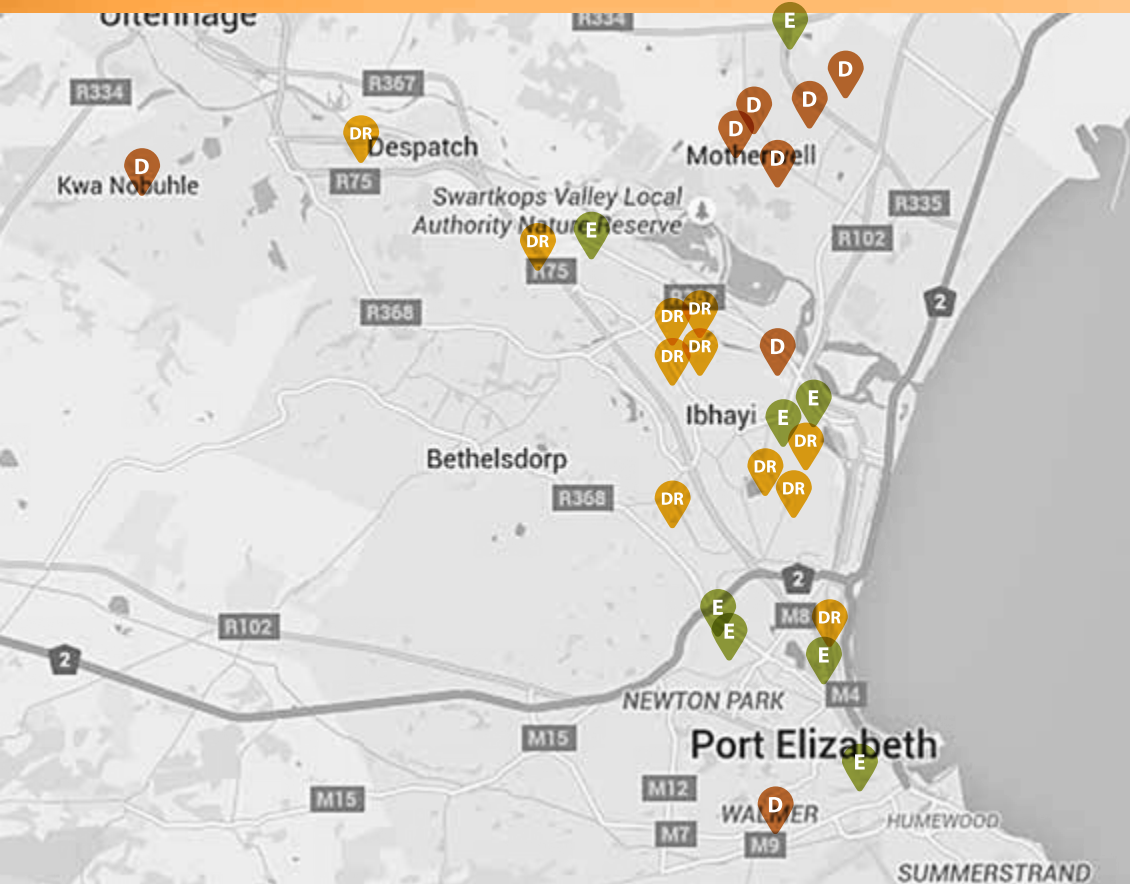 Uitenhage
R334
E
D
R367
R334
D
D
D
DR
Despatch
Motherwell
D
D
Kwa Nobuhle
R75
Swartkops Valley Local
Authority Nature Reserve
R335
E
DR
R102
R75
2
DR
DR
R368
DR
DR
D
E
Ibhayi
E
DR
Bethelsdorp
DR
DR
R368
DR
2
E
M8
DR
R102
E
E
2
NEWTON PARK
M4
M15
Port Elizabeth
E
M12
M15
D
WALMER
HUMEWOOD
M7
M9
SUMMERSTRAND